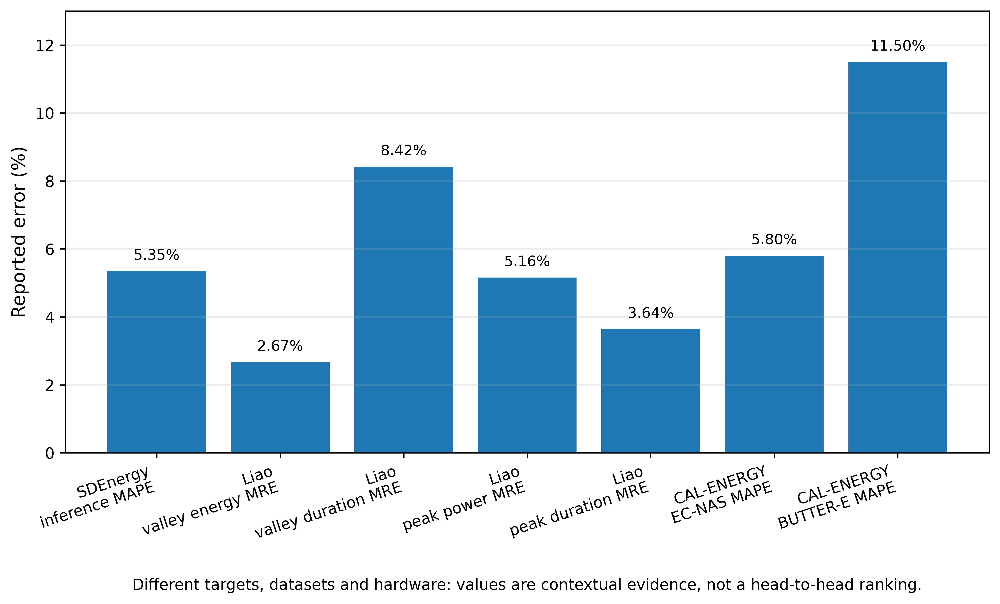 Reported error (%)
12
10
8
6
4
2
0
5.35%
2.67%
8.42%
5.16%
3.64%
5.80%
11.50%
SDEnergy
inference MAPE
Liao
valley energy MRE
Liao
valley duration MRE
Liao
peak power MRE
Liao
peak duration MRE
CAL-ENERGY
EC-NAS MAPE
CAL-ENERGY
BUTTER-E MAPE
Different targets, datasets and hardware: values are contextual evidence, not a head-to-head ranking.